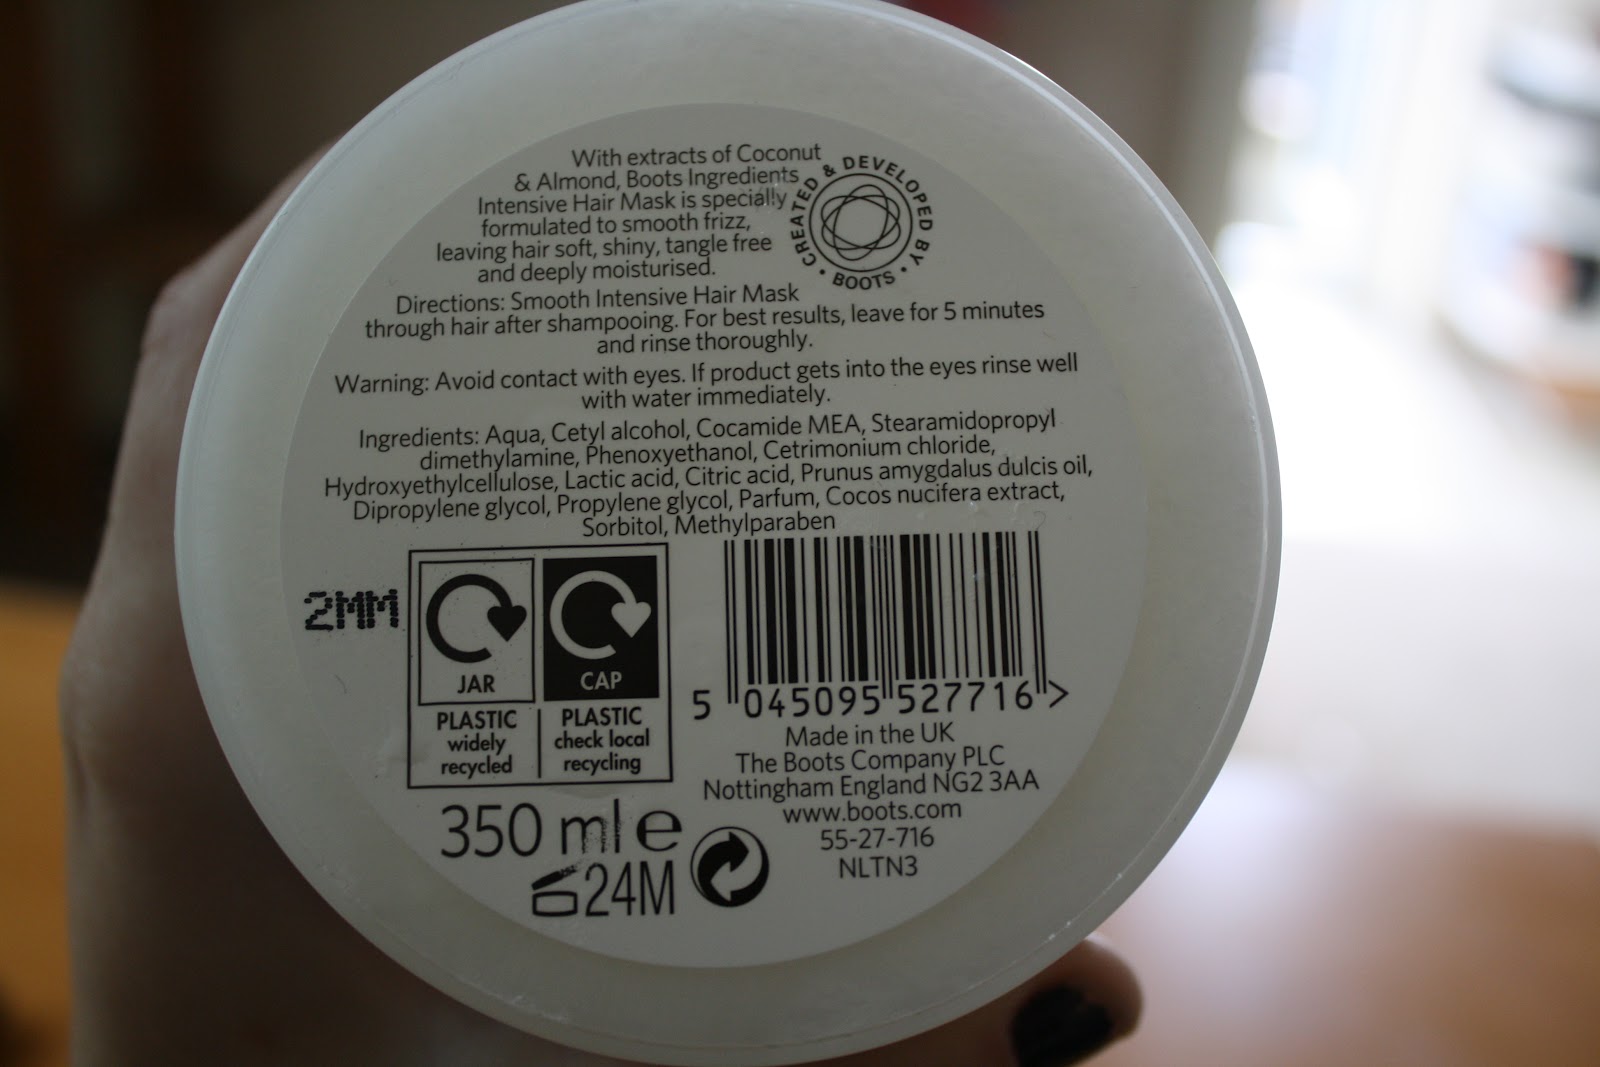 With extracts of Coconut
& Almond, Boots Ingredients
Intensive Hair Mask is specially
formulated to smooth frizz,
leaving hair soft, shiny, tangle free
and deeply moisturised.
CREATED & DEVELOPED BY
• BOOTS •
Directions: Smooth Intensive Hair Mask
through hair after shampooing. For best results, leave for 5 minutes
and rinse thoroughly.
Warning: Avoid contact with eyes. If product gets into the eyes rinse well
with water immediately.
Ingredients: Aqua, Cetyl alcohol, Cocamide MEA, Stearamidopropyl
dimethylamine, Phenoxyethanol, Cetrimonium chloride,
Hydroxyethylcellulose, Lactic acid, Citric acid, Prunus amygdalus dulcis oil,
Dipropylene glycol, Propylene glycol, Parfum, Cocos nucifera extract,
Sorbitol, Methylparaben
2MM
JAR
PLASTIC
widely
recycled
CAP
PLASTIC
check local
recycling
5 045095 527716 >
Made in the UK
The Boots Company PLC
Nottingham England NG2 3AA
www.boots.com
55-27-716
NLTN3
350 ml e
24M